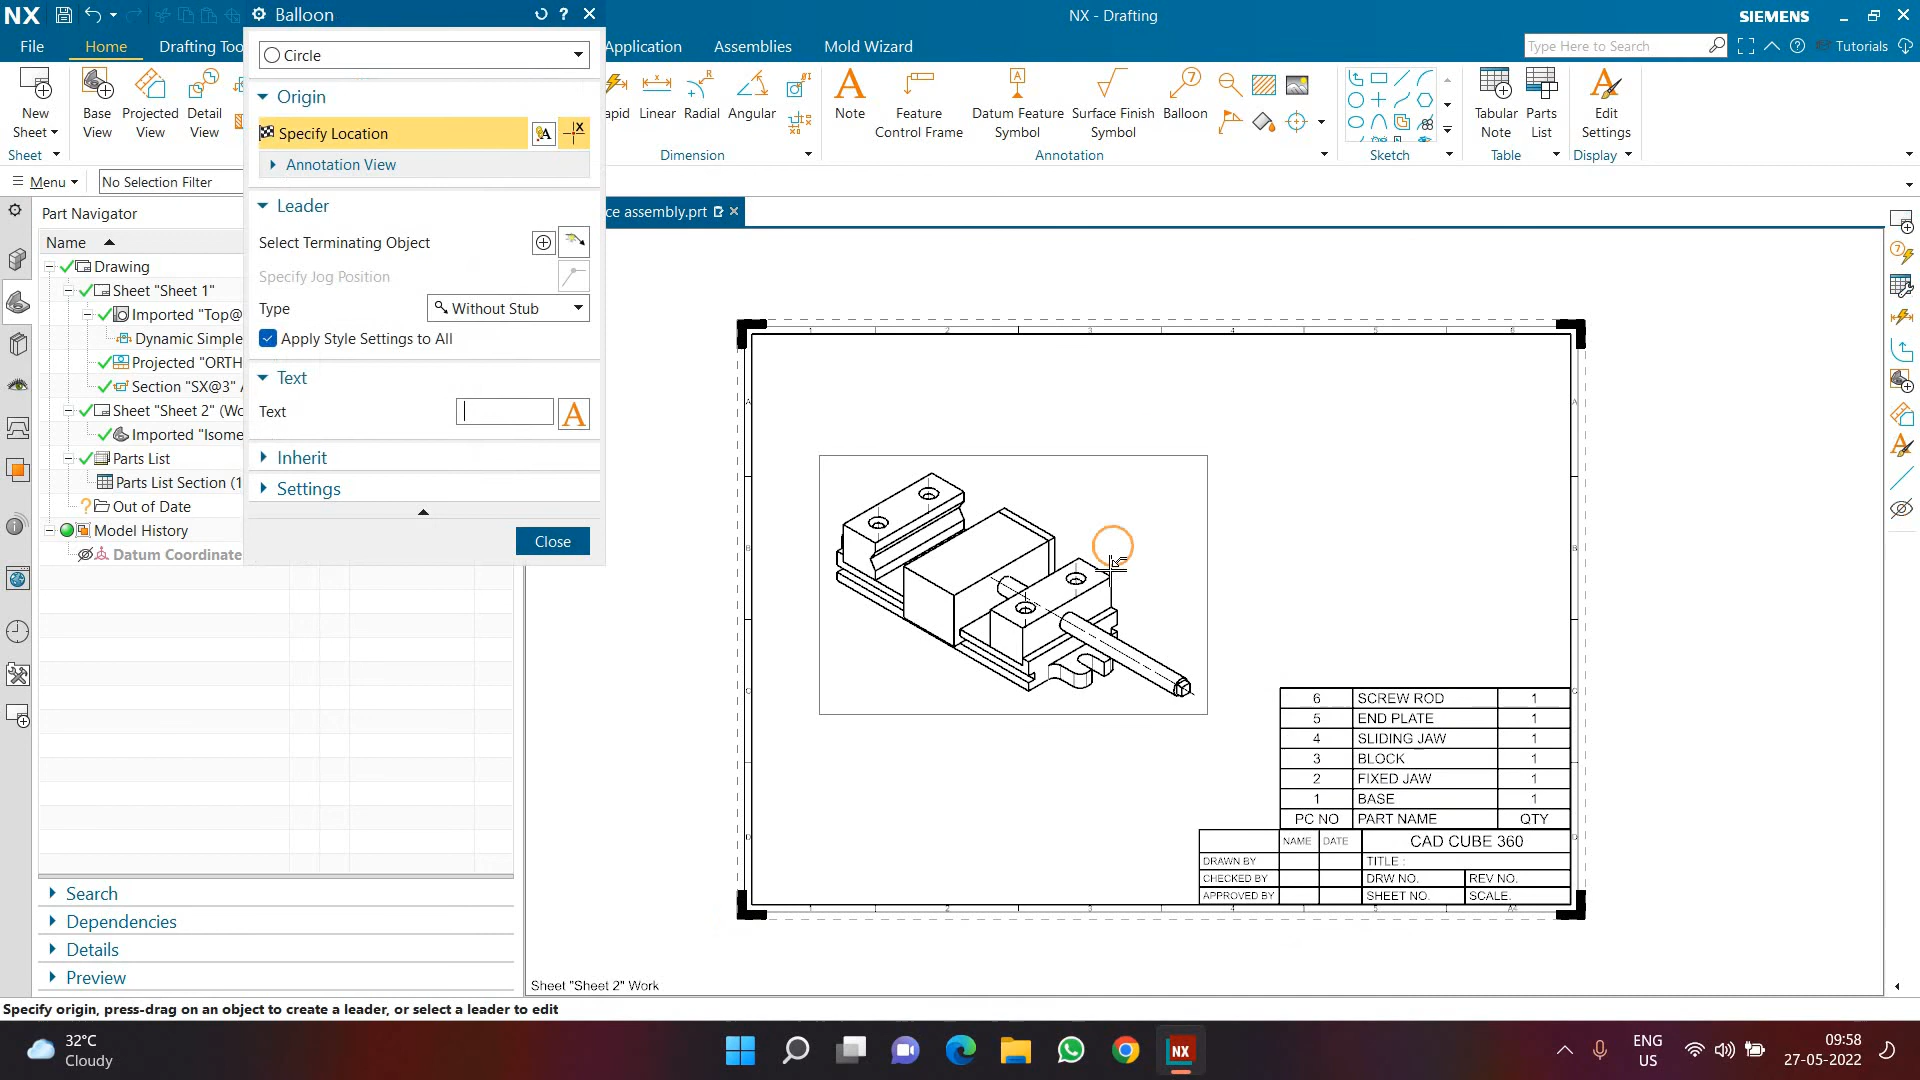 NX
Balloon
NX - Drafting
SIEMENS
File
Home
Drafting Too
Application
Assemblies
Mold Wizard
Type Here to Search
Tutorials
New
Sheet
Base
View
Projected
View
Detail
View
Sheet
apid
Linear
Radial
Angular
Dimension
Note
Feature
Control Frame
Datum Feature
Symbol
Surface Finish
Symbol
Balloon
Annotation
Sketch
Tabular
Note
Parts
List
Table
Edit
Settings
Display
Menu
No Selection Filter
Circle
Origin
Specify Location
Annotation View
Leader
Select Terminating Object
Specify Jog Position
Type
Without Stub
Apply Style Settings to All
Text
Text
Inherit
Settings
Close
Part Navigator
Name
Drawing
Sheet "Sheet 1"
Imported "Top@
Dynamic Simple
Projected "ORTH
Section "SX@3" A
Sheet "Sheet 2" (Wo
Imported "Isome
Parts List
Parts List Section (1
Out of Date
Model History
Datum Coordinate
Search
Dependencies
Details
Preview
ce assembly.prt
6 SCREW ROD 1
5 END PLATE 1
4 SLIDING JAW 1
3 BLOCK 1
2 FIXED JAW 1
1 BASE 1
PC NO PART NAME QTY
NAME DATE CAD CUBE 360
DRAWN BY TITLE :
CHECKED BY DRW NO. REV NO.
APPROVED BY SHEET NO. SCALE.
Sheet "Sheet 2" Work
Specify origin, press-drag on an object to create a leader, or select a leader to edit
32°C
Cloudy
NX
ENG
US
09:58
27-05-2022